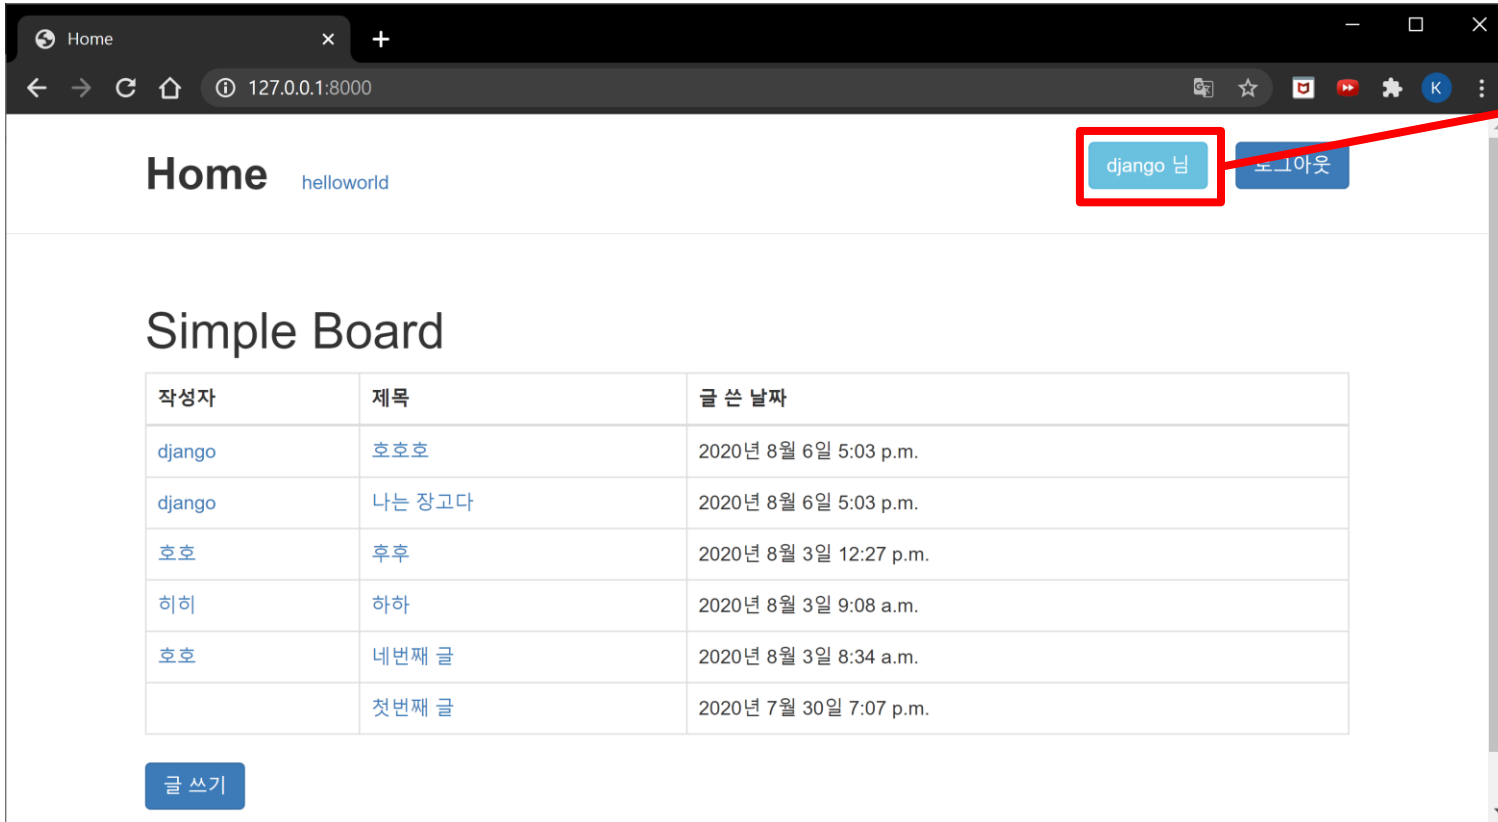 Home
127.0.0.1:8000
K
Home helloworld django 님 로그아웃
Simple Board
작성자 제목 글 쓴 날짜
django 호호호 2020년 8월 6일 5:03 p.m.
django 나는 장고다 2020년 8월 6일 5:03 p.m.
호호 후후 2020년 8월 3일 12:27 p.m.
히히 하하 2020년 8월 3일 9:08 a.m.
호호 네번째 글 2020년 8월 3일 8:34 a.m.
첫번째 글 2020년 7월 30일 7:07 p.m.
글 쓰기